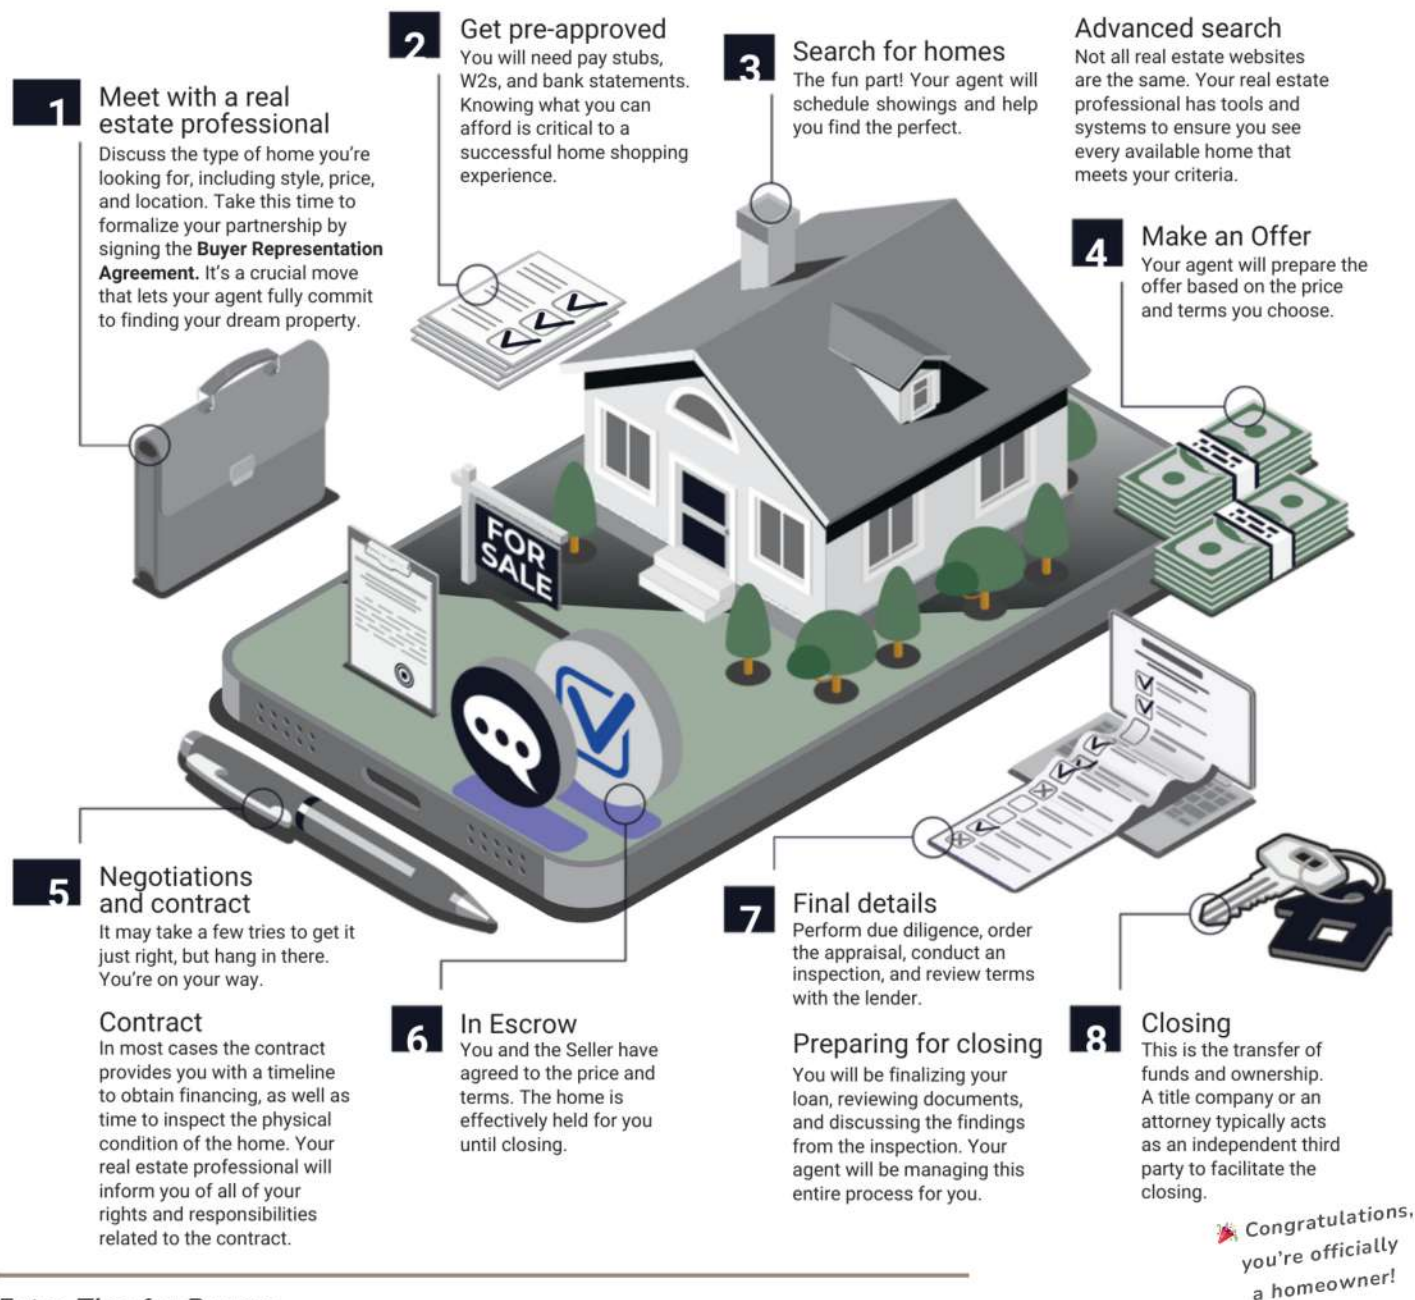 1
Meet with a real
estate professional
Discuss the type of home you're
looking for, including style, price,
and location. Take this time to
formalize your partnership by
signing the Buyer Representation
Agreement. It's a crucial move
that lets your agent fully commit
to finding your dream property.
2
Get pre-approved
You will need pay stubs,
W2s, and bank statements.
Knowing what you can
afford is critical to a
successful home shopping
experience.
3
Search for homes
The fun part! Your agent will
schedule showings and help
you find the perfect.
Advanced search
Not all real estate websites
are the same. Your real estate
professional has tools and
systems to ensure you see
every available home that
meets your criteria.
4
Make an Offer
Your agent will prepare the
offer based on the price
and terms you choose.
FOR
SALE
5
Negotiations
and contract
It may take a few tries to get it
just right, but hang in there.
You're on your way.
Contract
In most cases the contract
provides you with a timeline
to obtain financing, as well as
time to inspect the physical
condition of the home. Your
real estate professional will
inform you of all of your
rights and responsibilities
related to the contract.
6
In Escrow
You and the Seller have
agreed to the price and
terms. The home is
effectively held for you
until closing.
7
Final details
Perform due diligence, order
the appraisal, conduct an
inspection, and review terms
with the lender.
Preparing for closing
You will be finalizing your
loan, reviewing documents,
and discussing the findings
from the inspection. Your
agent will be managing this
entire process for you.
8
Closing
This is the transfer of
funds and ownership.
A title company or an
attorney typically acts
as an independent third
party to facilitate the
closing.
🎉 Congratulations,
you're officially
a homeowner!